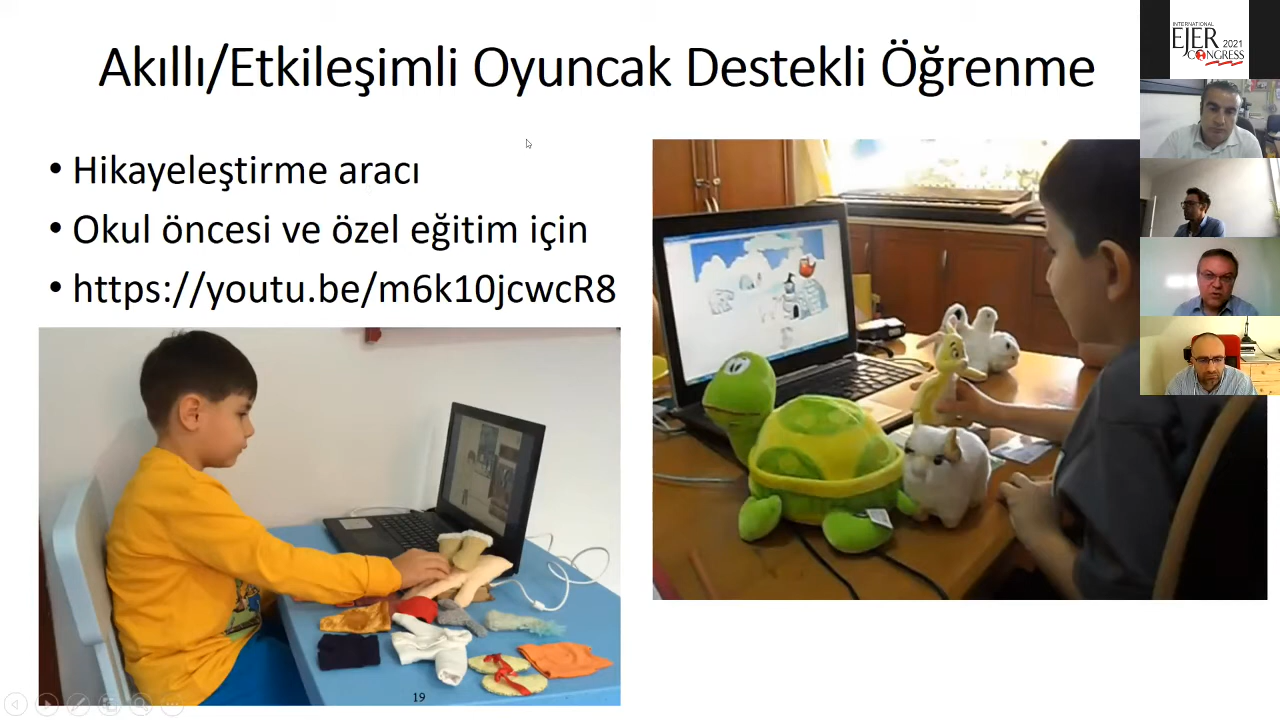 Akıllı/Etkileşimli Oyuncak Destekli Öğrenme
• Hikayeleştirme aracı
• Okul öncesi ve özel eğitim için
• https://youtu.be/m6k10jcwcR8
19
INTERNATIONAL
EJER 2021
CONGRESS